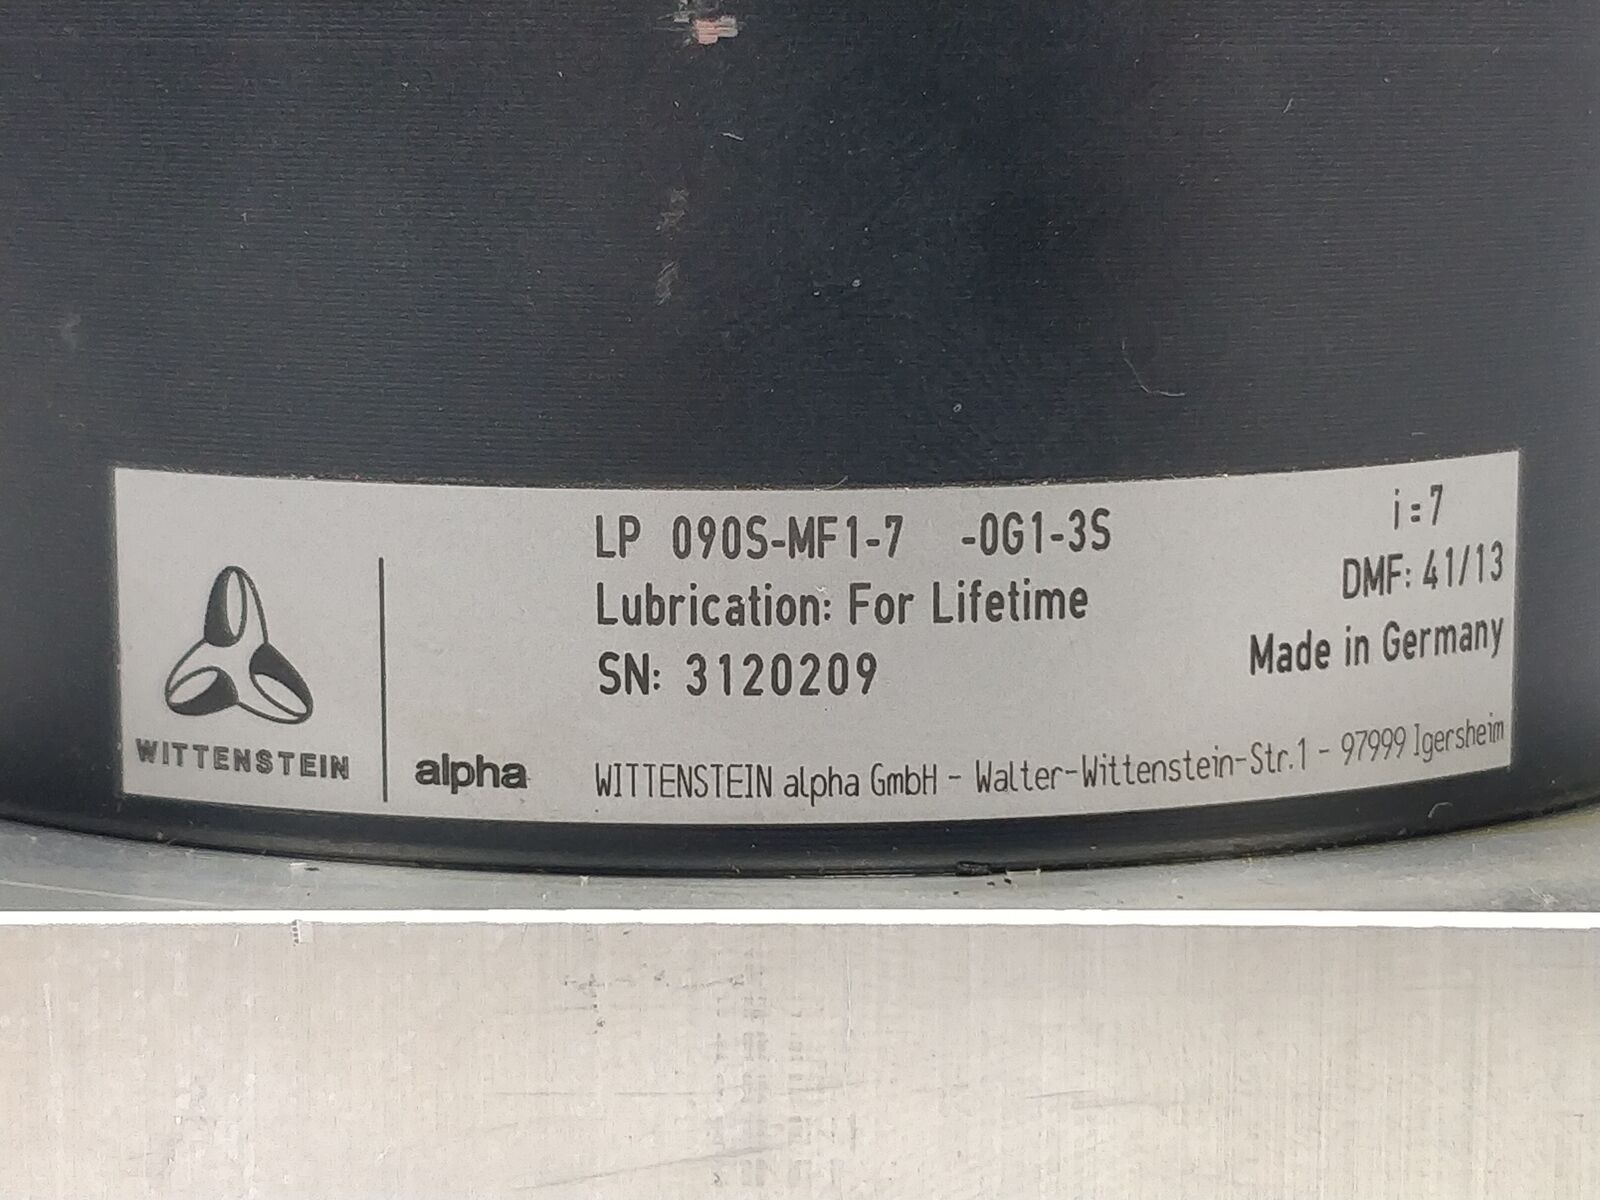 LP 090S-MF1-7 -0G1-3S
i=7
Lubrication: For Lifetime
DMF: 41/13
SN: 3120209
Made in Germany
WITTENSTEIN
alpha
WITTENSTEIN alpha GmbH - Walter-Wittenstein-Str.1 - 97999 Igersheim